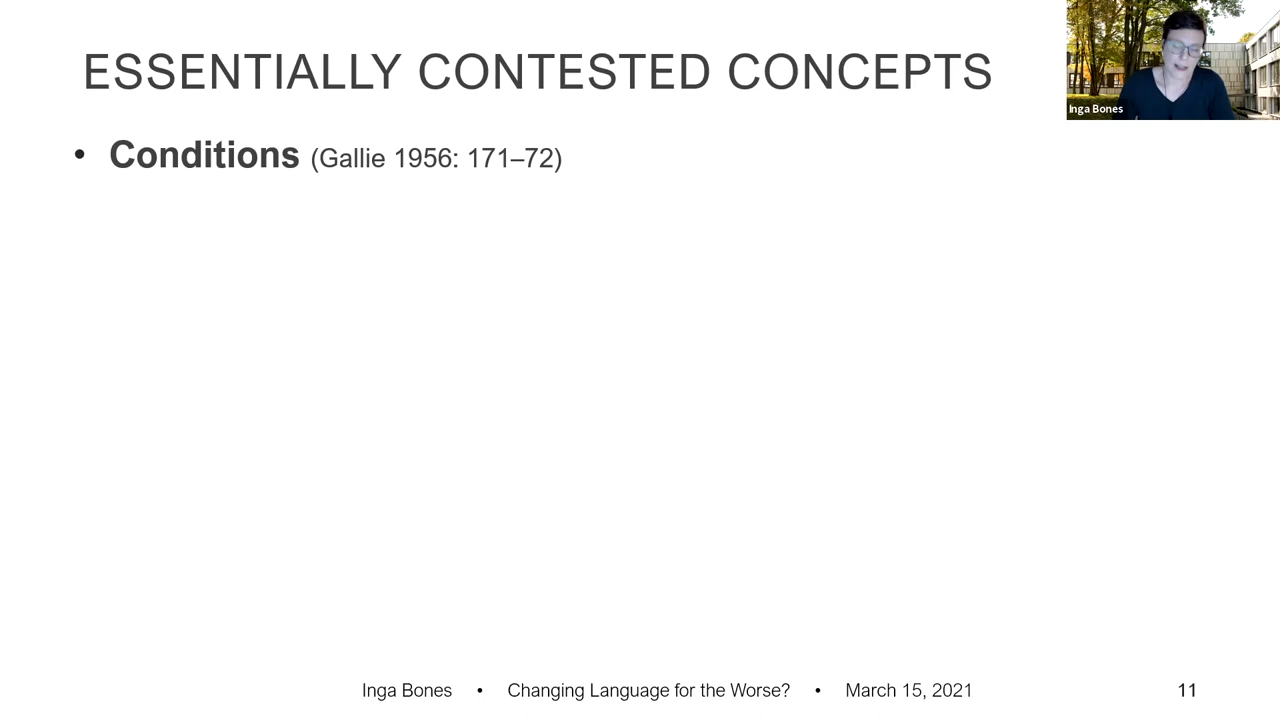 ESSENTIALLY CONTESTED CONCEPTS
Inga Bones
• Conditions (Gallie 1956: 171–72)
Inga Bones • Changing Language for the Worse? • March 15, 2021
11